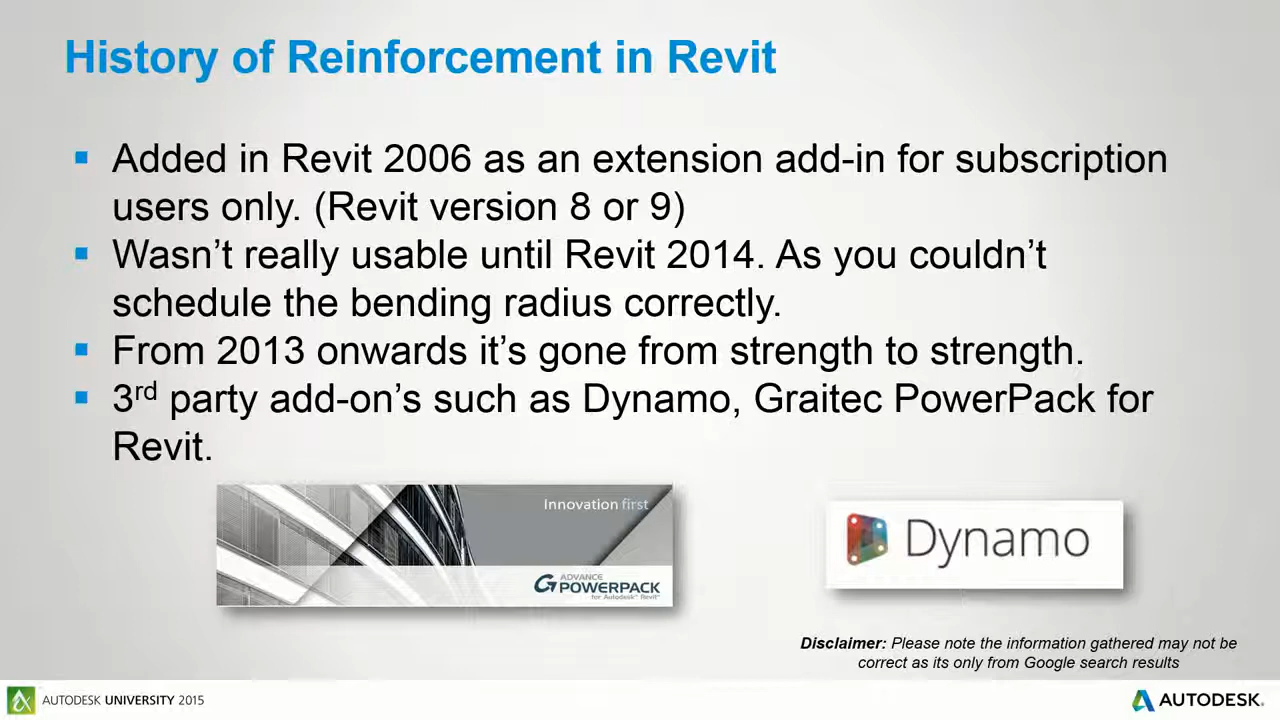 History of Reinforcement in Revit
▪ Added in Revit 2006 as an extension add-in for subscription
users only. (Revit version 8 or 9)
▪ Wasn’t really usable until Revit 2014. As you couldn’t
schedule the bending radius correctly.
▪ From 2013 onwards it’s gone from strength to strength.
▪ 3rd party add-on’s such as Dynamo, Graitec PowerPack for
Revit.
Innovation first
ADVANCE
POWERPACK
for Autodesk® Revit®
Dynamo
Disclaimer: Please note the information gathered may not be
correct as its only from Google search results
AUTODESK UNIVERSITY 2015
AUTODESK®